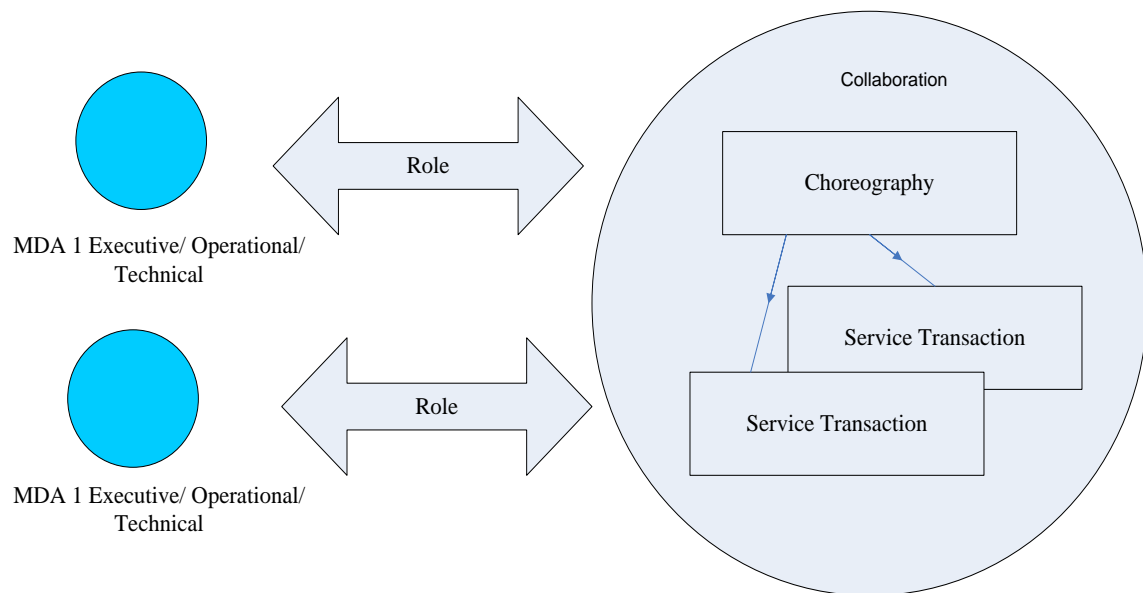 Collaboration
Role
Choreography
MDA 1 Executive/ Operational/
Technical
Service Transaction
Role
Service Transaction
MDA 1 Executive/ Operational/
Technical